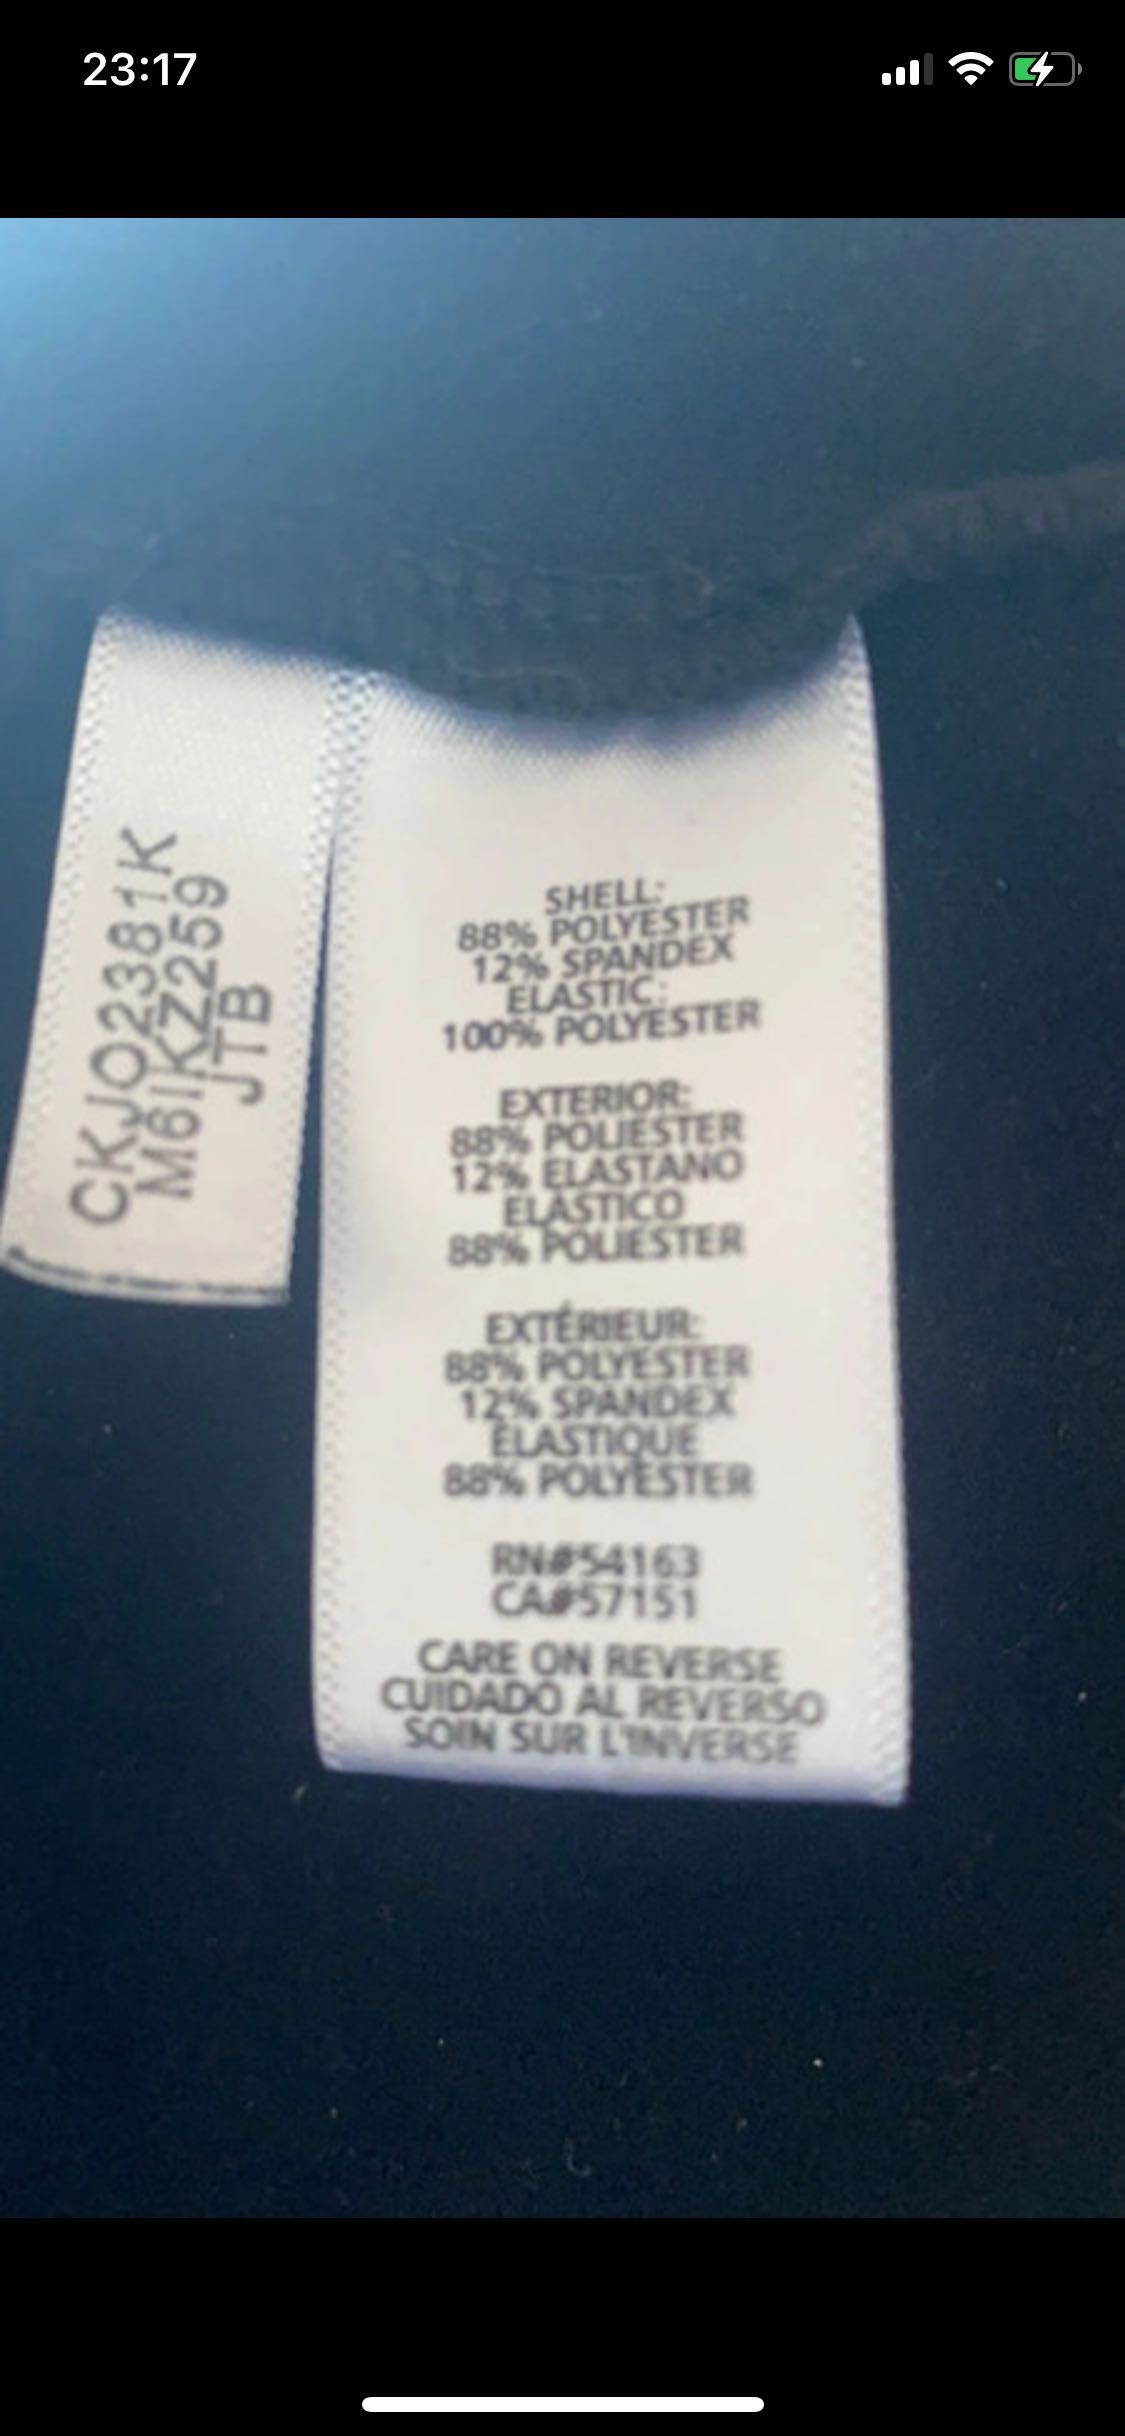 23:17
CKJO2381K
M6IKZ259
JTB
SHELL:
88% POLYESTER
12% SPANDEX
ELASTIC:
100% POLYESTER
EXTERIOR:
88% POLIESTER
12% ELASTANO
ELASTICO
88% POLIESTER
EXTÉRIEUR:
88% POLYESTER
12% SPANDEX
ÉLASTIQUE
88% POLYESTER
RN#54163
CA#57151
CARE ON REVERSE
CUIDADO AL REVERSO
SOIN SUR L'INVERSE